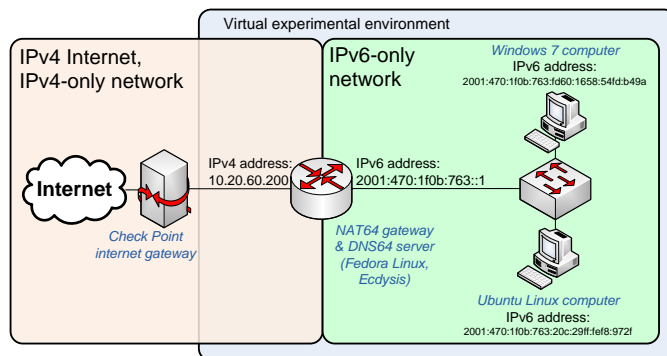 Virtual experimental environment
IPv4 Internet,
IPv4-only network
IPv6-only
network
Windows 7 computer
IPv6 address:
2001:470:1f0b:763:fd60:1658:54fd:b49a
Internet
IPv4 address:
10.20.60.200
IPv6 address:
2001:470:1f0b:763::1
Check Point
internet gateway
NAT64 gateway
& DNS64 server
(Fedora Linux,
Ecdysis)
Ubuntu Linux computer
IPv6 address:
2001:470:1f0b:763:20c:29ff:fef8:972f